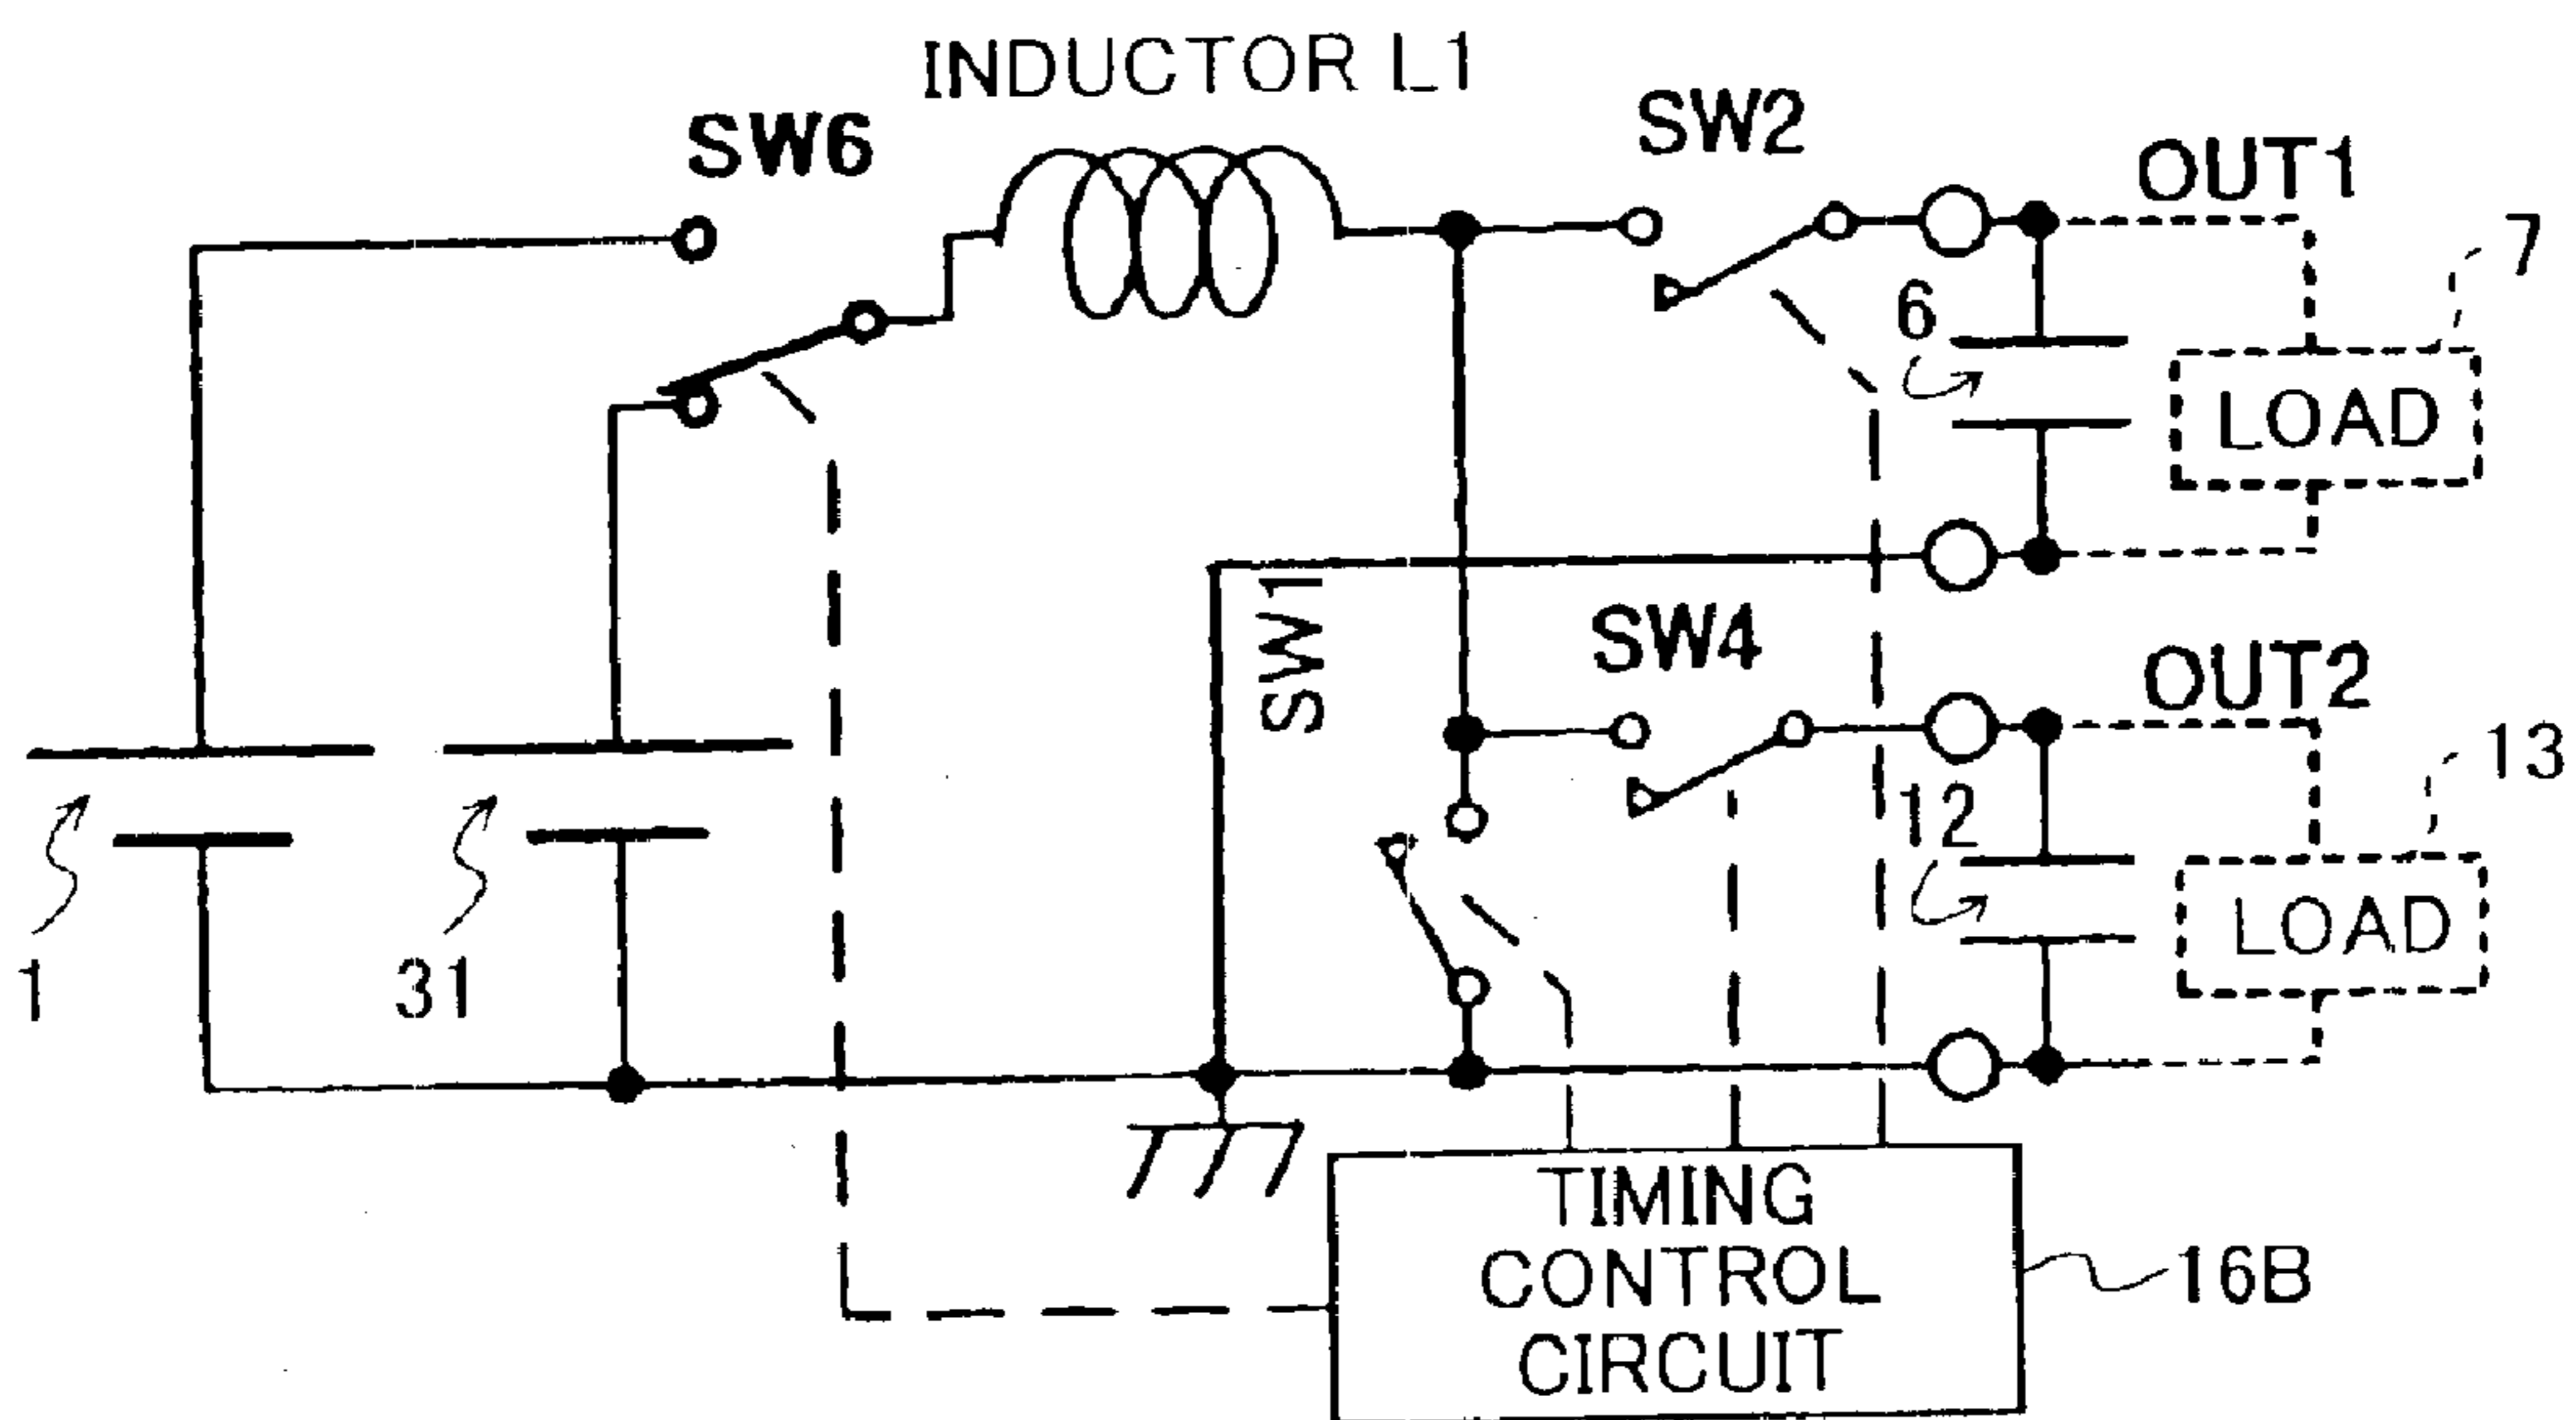 INDUCTOR L1
SW6
SW2
OUT1
7
6
LOAD
SW1
SW4
OUT2
13
12
LOAD
1
31
TIMING
CONTROL
CIRCUIT
16B